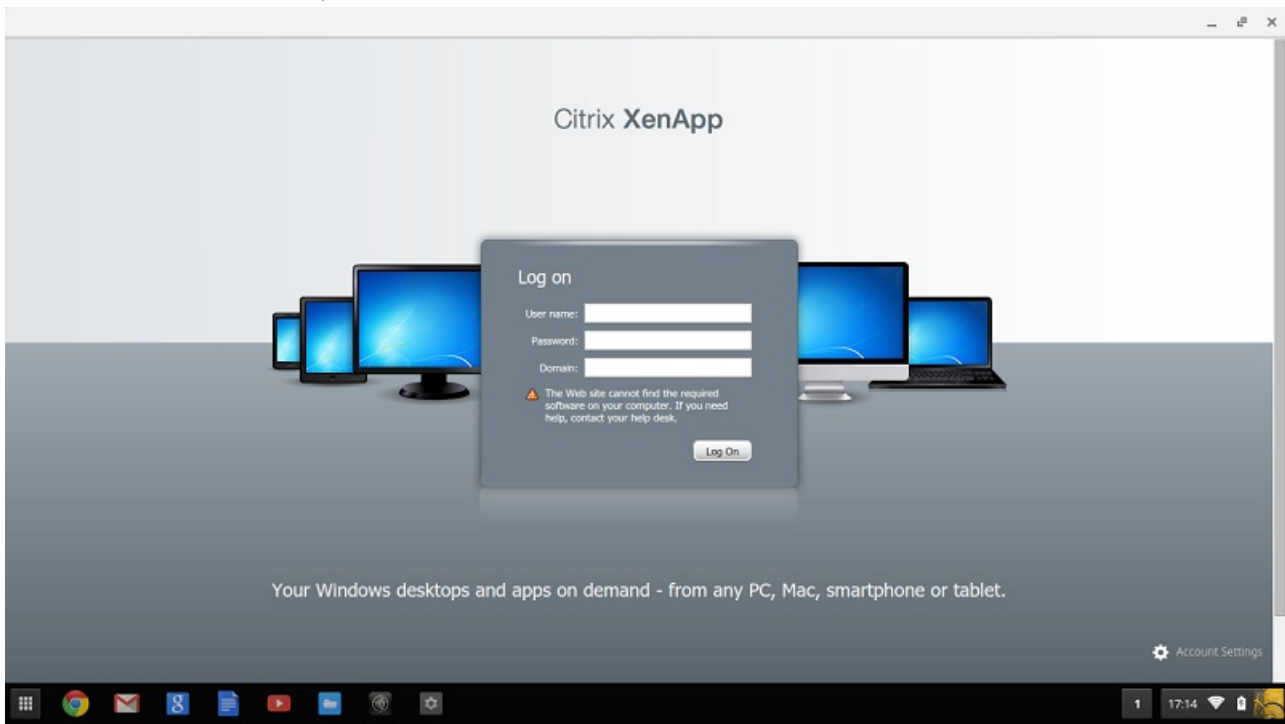 Citrix XenApp
Log on
User name:
Password:
Domain:
The Web site cannot find the required
software on your computer. If you need
help, contact your help desk.
Log On
Your Windows desktops and apps on demand - from any PC, Mac, smartphone or tablet.
Account Settings
8
1
17:14